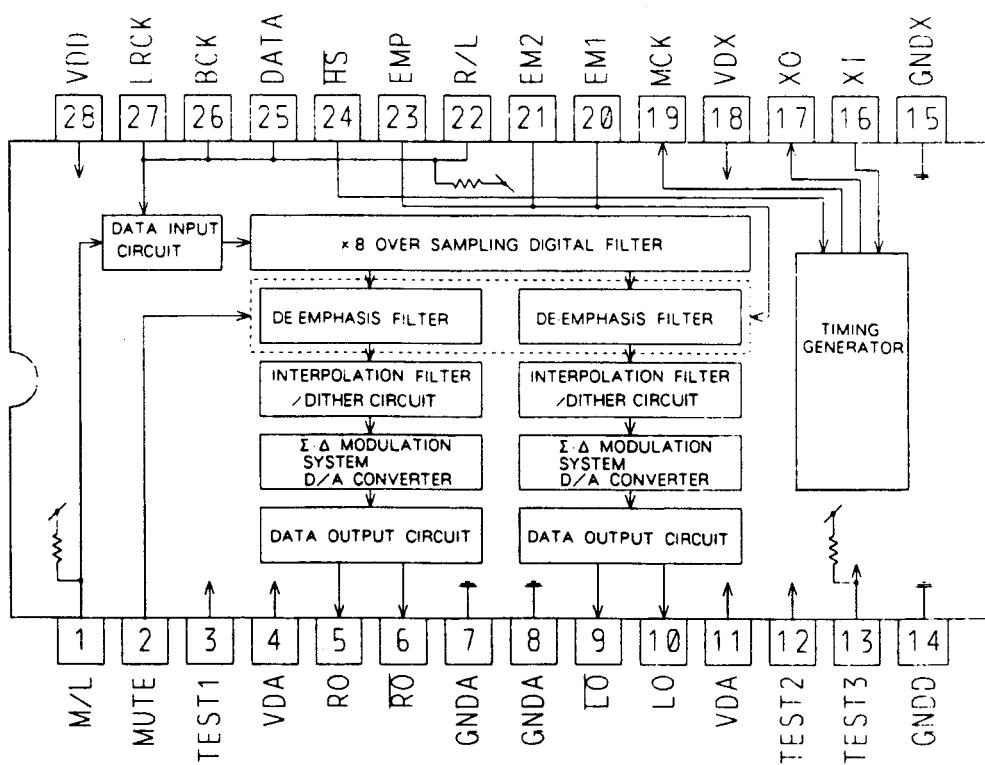 VDD LRCK BCK DATA HS EMP R/L EM2 EM1 MCK VDX XO XI GNDX
28 27 26 25 24 23 22 21 20 19 18 17 16 15
DATA INPUT
CIRCUIT
×8 OVER SAMPLING DIGITAL FILTER
DE EMPHASIS FILTER
DE-EMPHASIS FILTER
TIMING
GENERATOR
INTERPOLATION FILTER
/DITHER CIRCUIT
INTERPOLATION FILTER
/DITHER CIRCUIT
Σ·Δ MODULATION
SYSTEM
D/A CONVERTER
Σ·Δ MODULATION
SYSTEM
D/A CONVERTER
DATA OUTPUT CIRCUIT
DATA OUTPUT CIRCUIT
1 2 3 4 5 6 7 8 9 10 11 12 13 14
M/L MUTE TEST1 VDA RO RO GNDA GNDA LO LO VDA TEST2 TEST3 GNDD